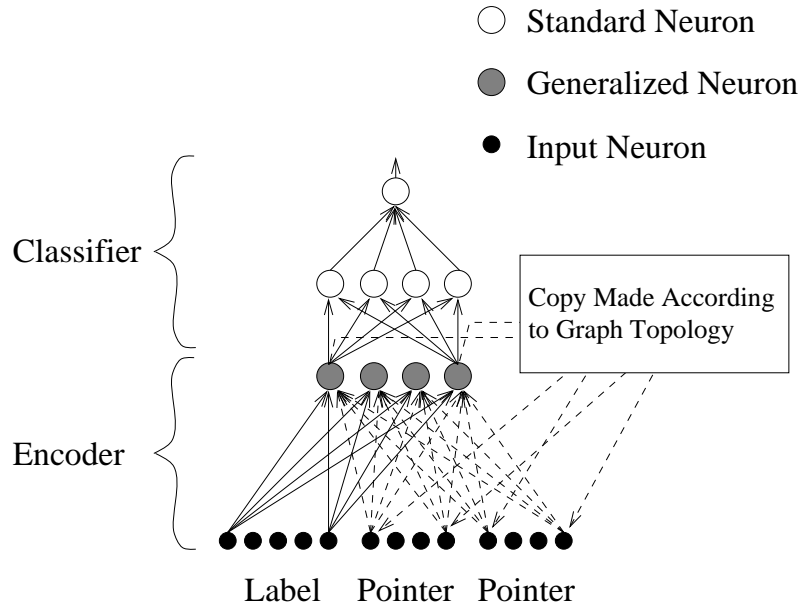 Standard Neuron
Generalized Neuron
Input Neuron
Classifier
Copy Made According
to Graph Topology
Encoder
Label
Pointer
Pointer